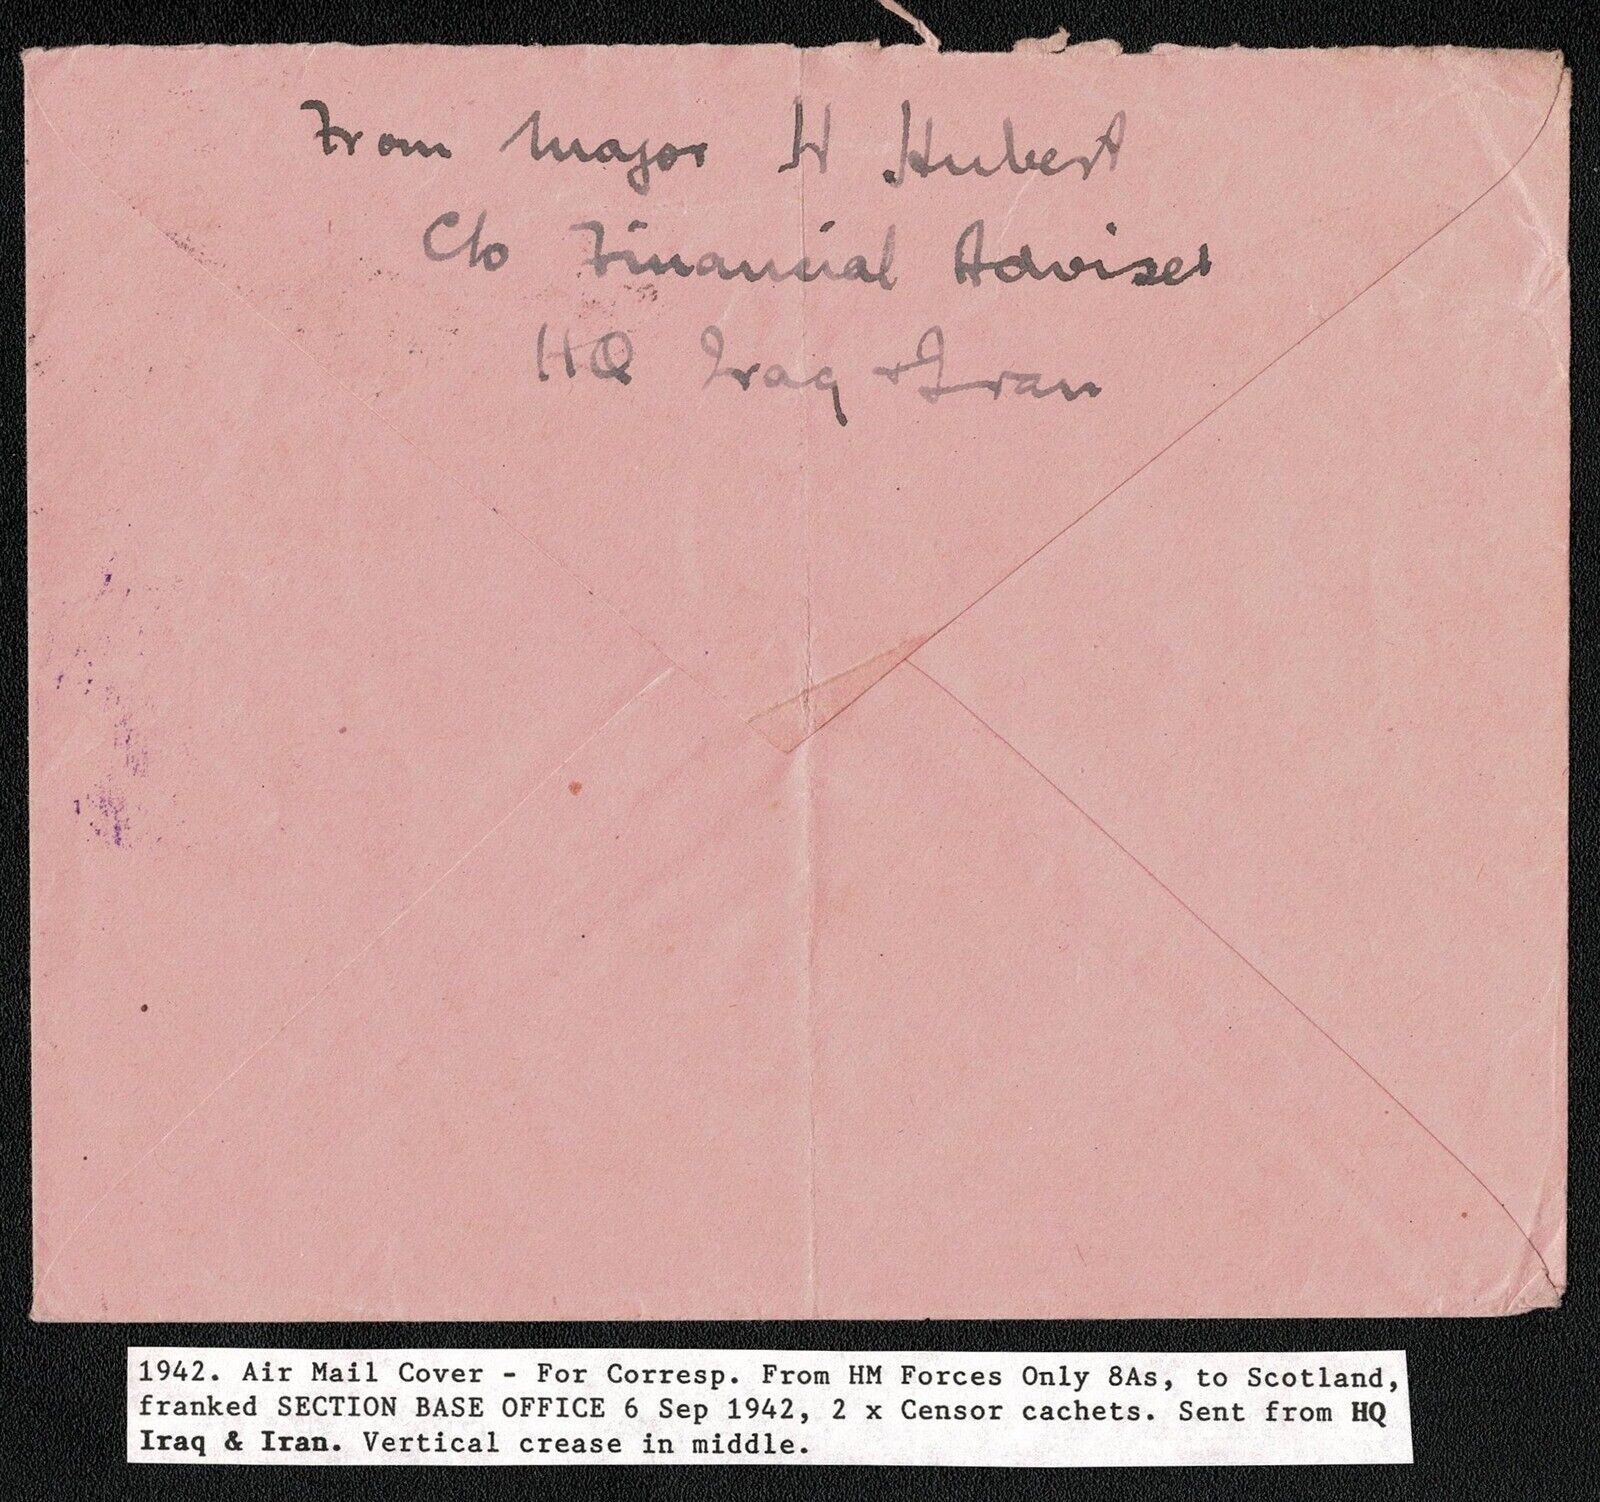 From Major H Hubert
C/o Financial Adviser
HQ Iraq + Iran
1942. Air Mail Cover - For Corresp. From HM Forces Only 8As, to Scotland,
franked SECTION BASE OFFICE 6 Sep 1942, 2 x Censor cachets. Sent from HQ
Iraq & Iran. Vertical crease in middle.